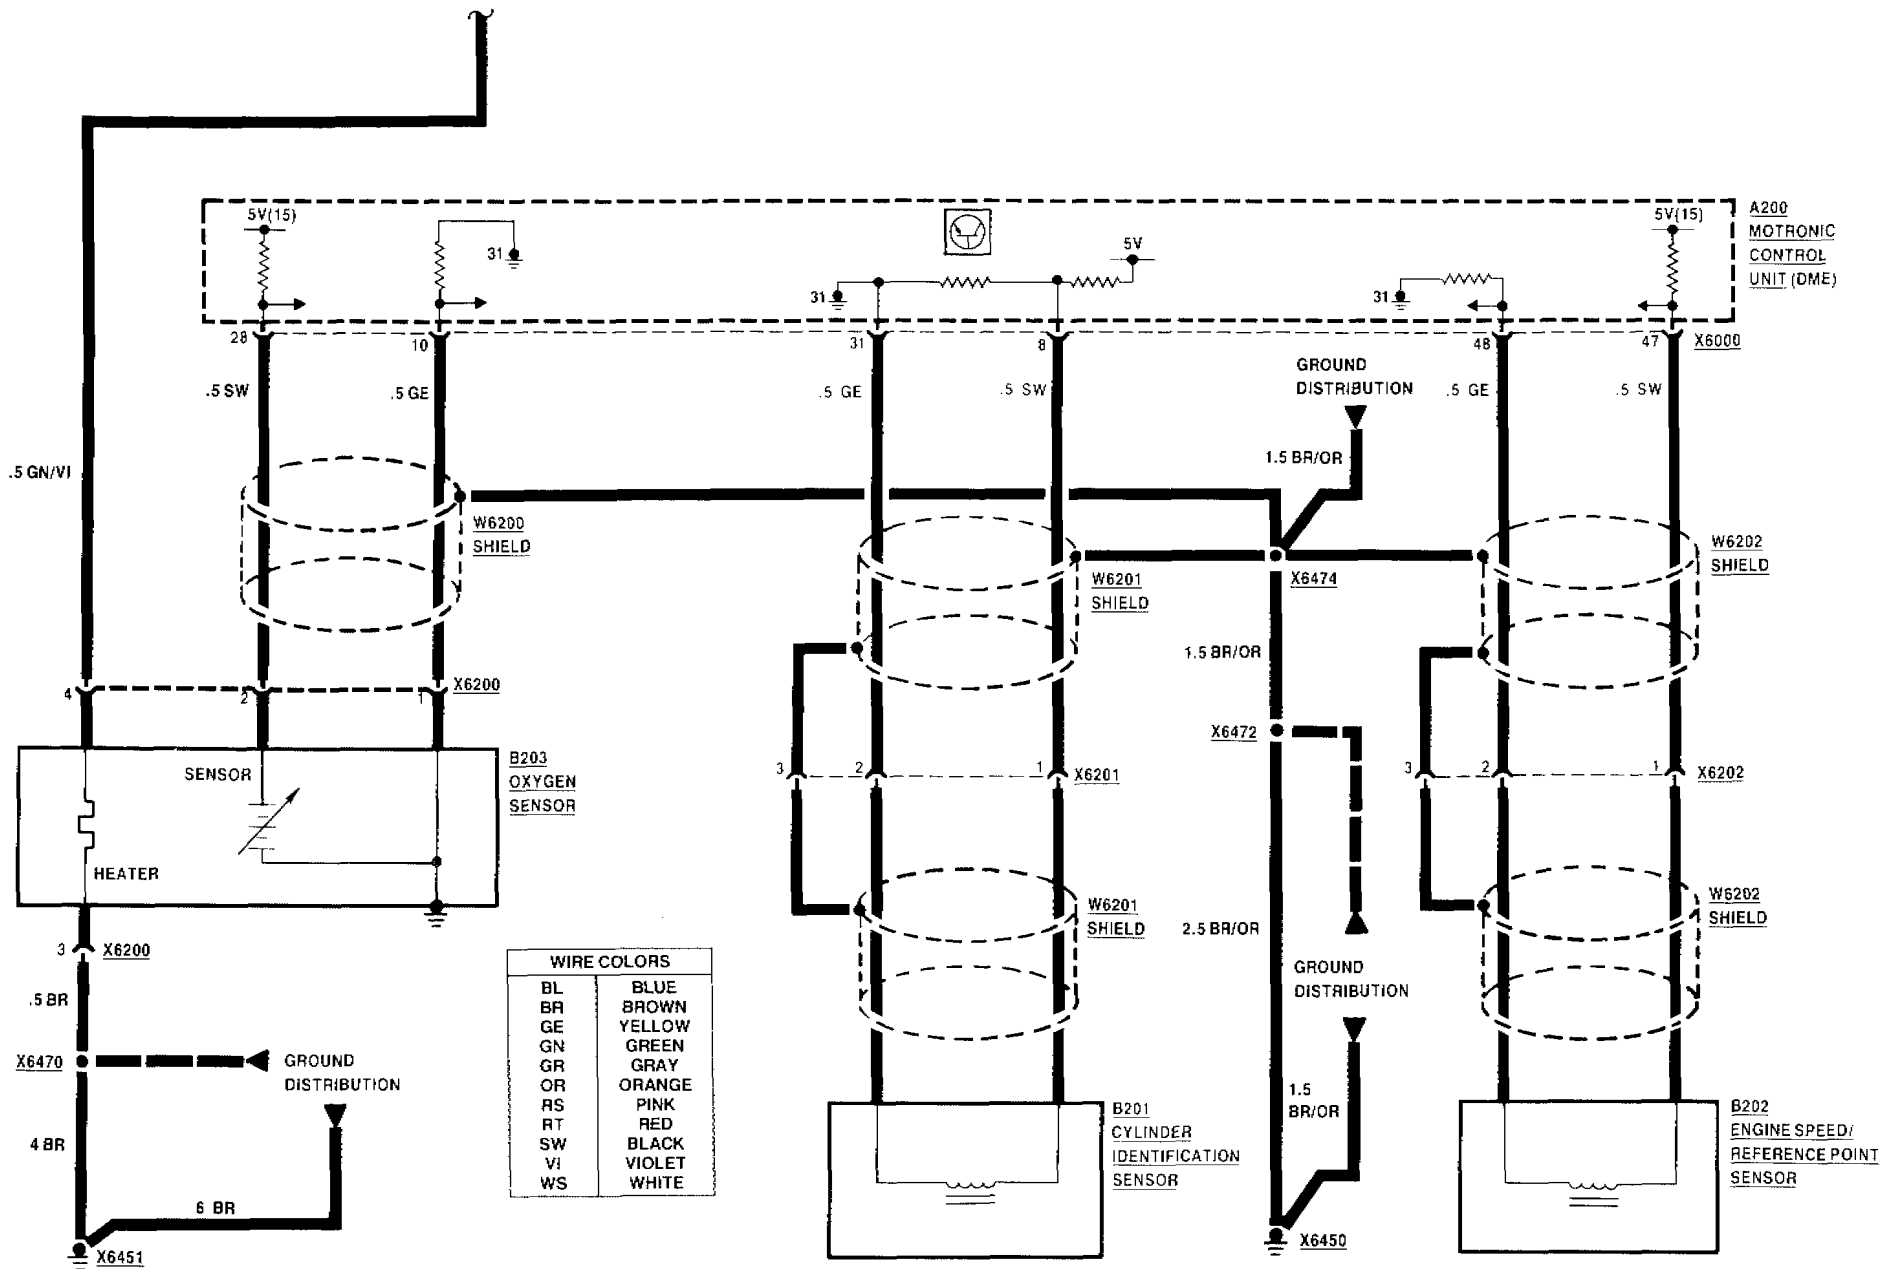 5V(15)
31
31
5V
31
5V(15)
A200
MOTRONIC
CONTROL
UNIT (DME)
28
10
31
8
48
47
X6000
.5 SW
.5 GE
.5 GE
.5 SW
GROUND
DISTRIBUTION
.5 GE
.5 SW
.5 GN/VI
1.5 BR/OR
W6200
SHIELD
W6201
SHIELD
X6474
W6202
SHIELD
1.5 BR/OR
4
2
1
X6200
X6472
3
2
1
X6201
3
2
1
X6202
SENSOR
HEATER
B203
OXYGEN
SENSOR
W6201
SHIELD
2.5 BR/OR
W6202
SHIELD
3
X6200
GROUND
DISTRIBUTION
.5 BR
X6470
GROUND
DISTRIBUTION
4 BR
6 BR
X6451
WIRE COLORS
BL BLUE
BR BROWN
GE YELLOW
GN GREEN
GR GRAY
OR ORANGE
RS PINK
RT RED
SW BLACK
VI VIOLET
WS WHITE
1.5
BR/OR
B201
CYLINDER
IDENTIFICATION
SENSOR
X6450
B202
ENGINE SPEED/
REFERENCE POINT
SENSOR